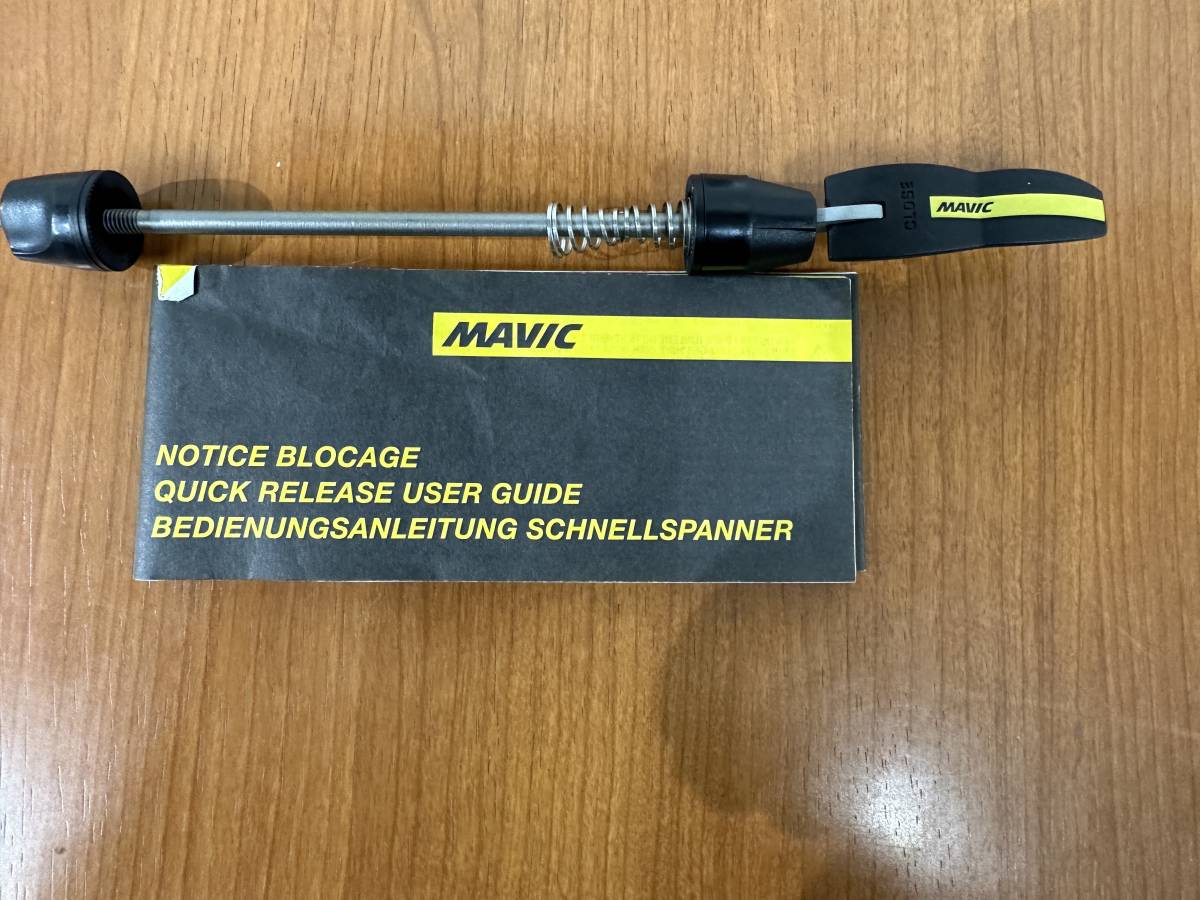 CLOSE
MAVIC
MAVIC
NOTICE BLOCAGE
QUICK RELEASE USER GUIDE
BEDIENUNGSANLEITUNG SCHNELLSPANNER